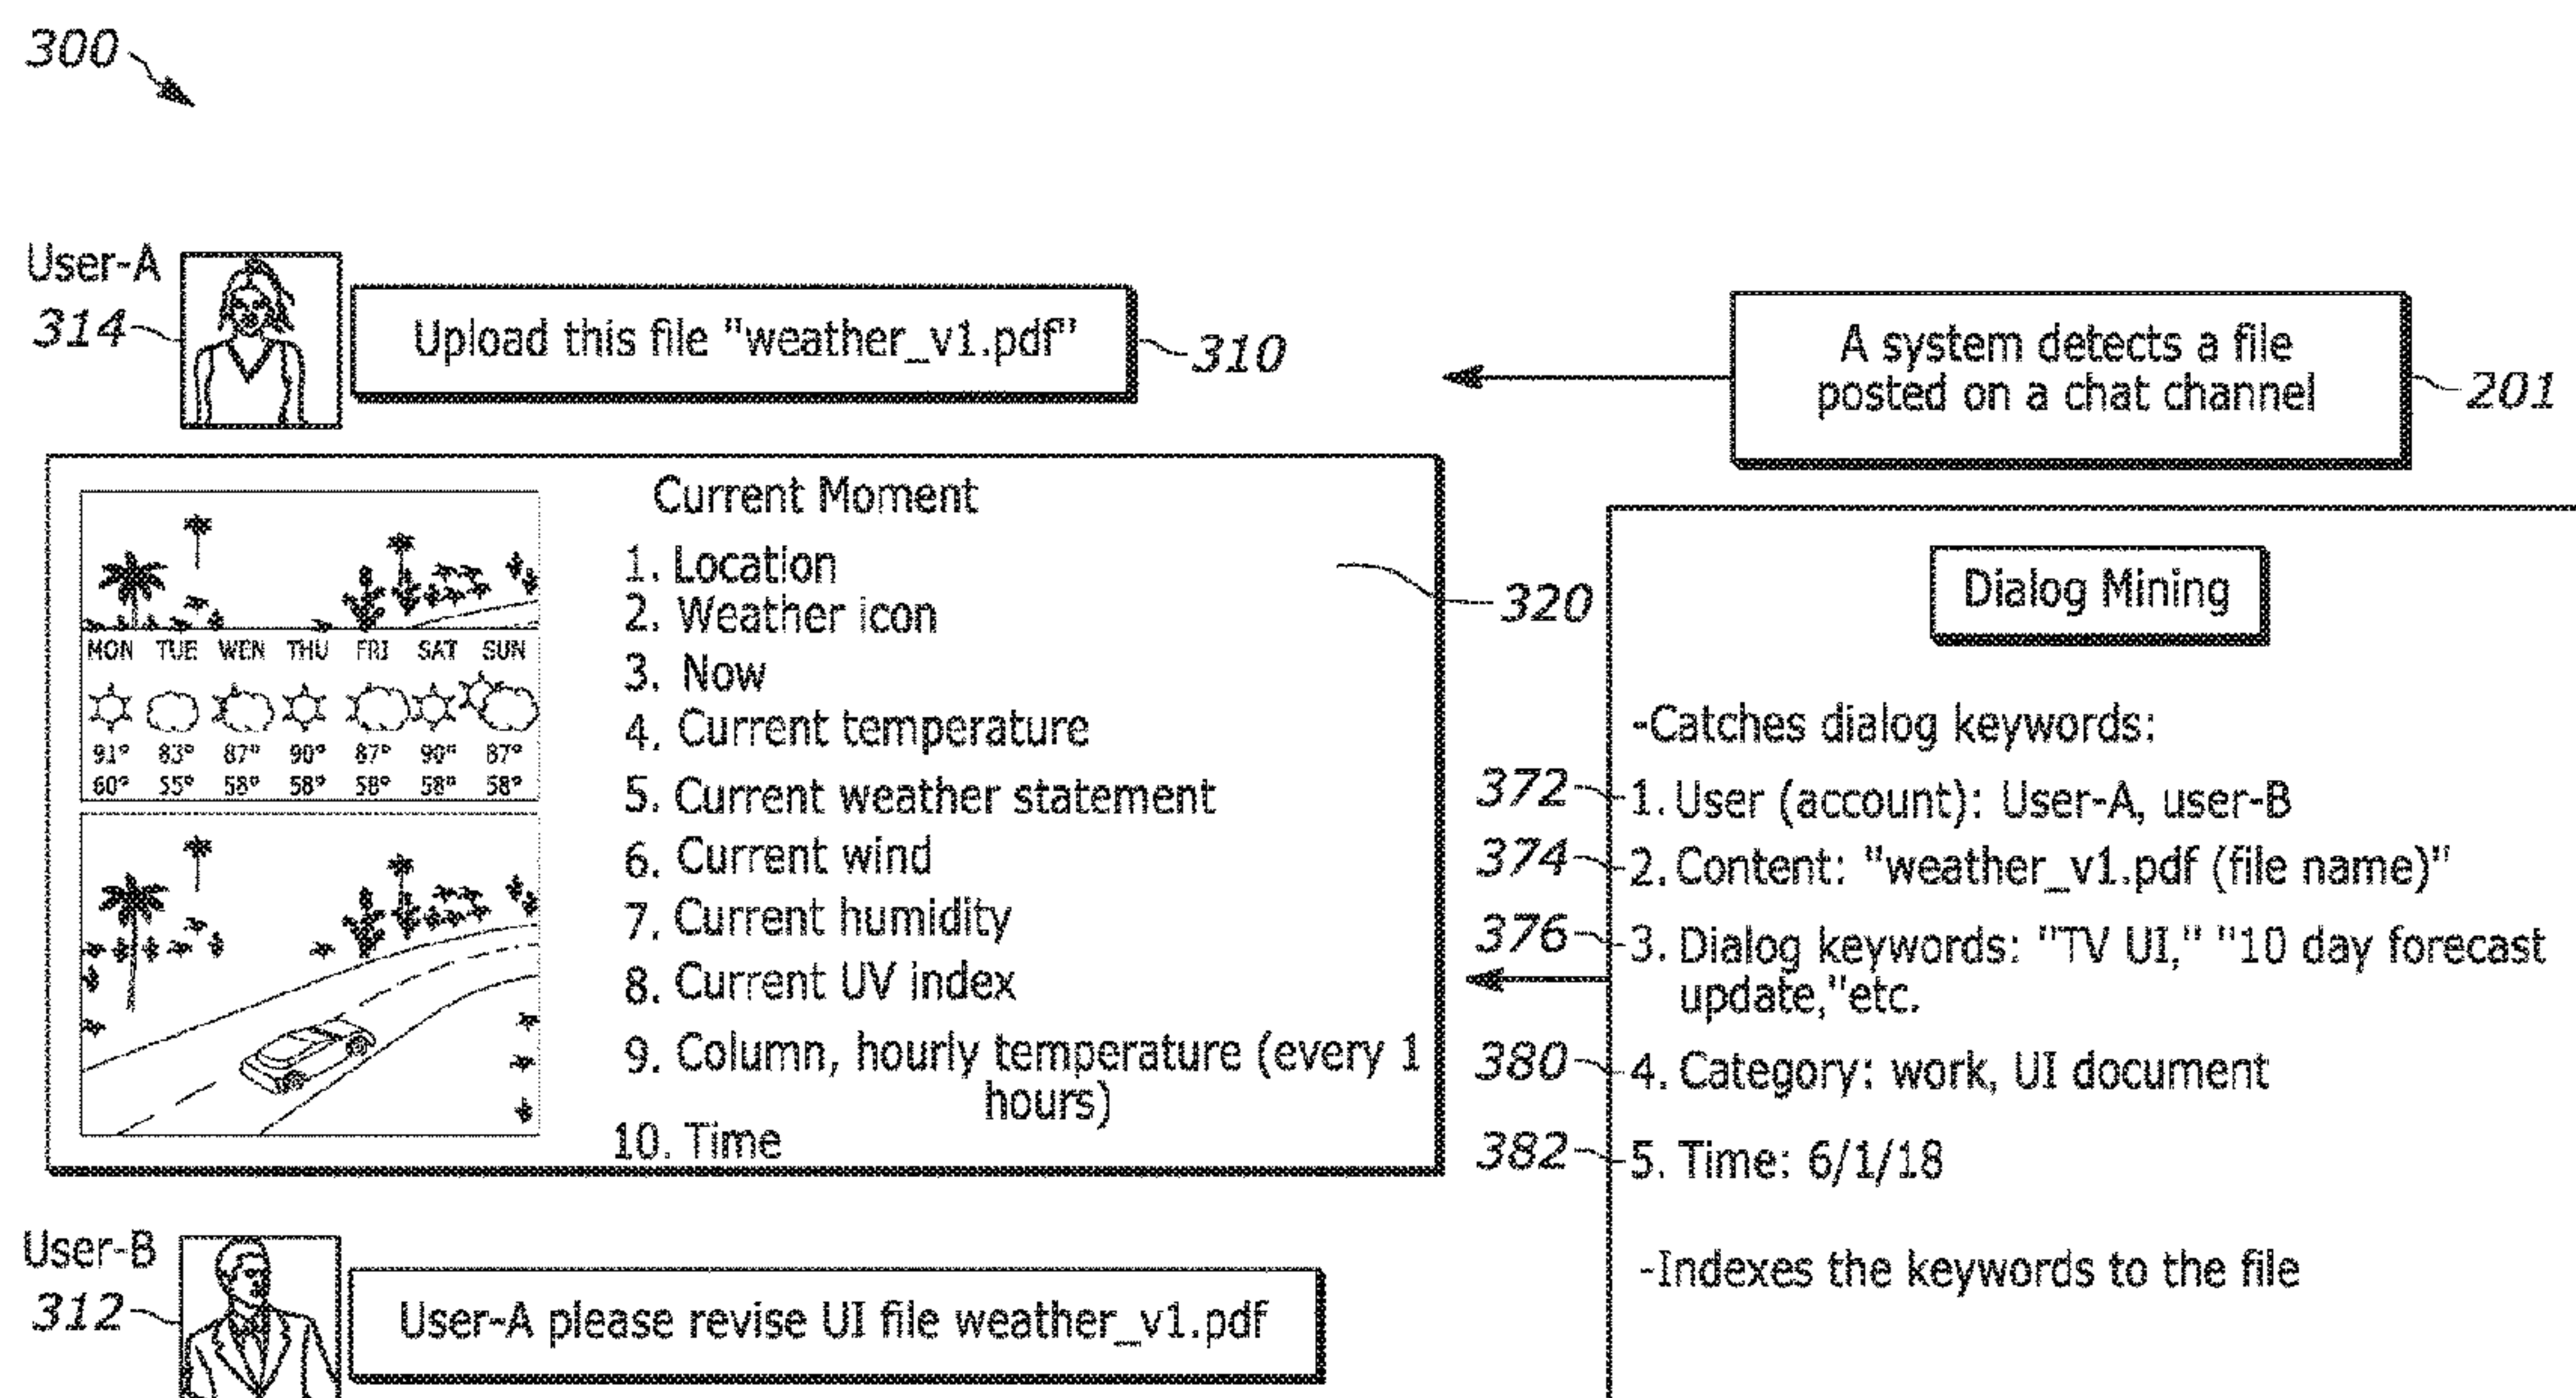 300
User-A
314
Upload this file "weather_v1.pdf"
310
A system detects a file
posted on a chat channel
201
Current Moment
1. Location
2. Weather icon
3. Now
4. Current temperature
5. Current weather statement
6. Current wind
7. Current humidity
8. Current UV index
9. Column, hourly temperature (every 1
hours)
10. Time
320
MON TUE WEN THU FRI SAT SUN
91° 83° 87° 90° 87° 90° 87°
60° 55° 58° 58° 58° 58° 58°
Dialog Mining
-Catches dialog keywords:
372
1. User (account): User-A, user-B
374
2. Content: "weather_v1.pdf (file name)"
376
3. Dialog keywords: "TV UI," "10 day forecast
update,"etc.
380
4. Category: work, UI document
382
5. Time: 6/1/18
-Indexes the keywords to the file
User-B
312
User-A please revise UI file weather_v1.pdf